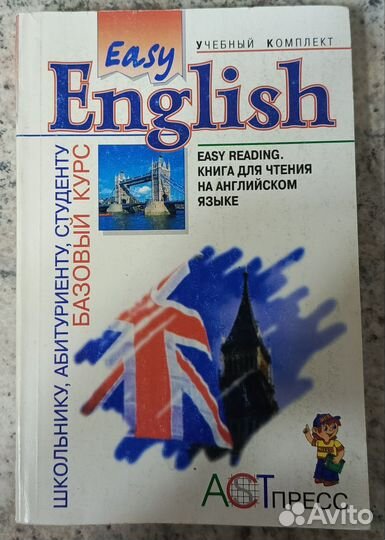 Easy
УЧЕБНЫЙ КОМПЛЕКТ
English
EASY READING.
КНИГА ДЛЯ ЧТЕНИЯ
НА АНГЛИЙСКОМ
ЯЗЫКЕ
ШКОЛЬНИКУ, АБИТУРИЕНТУ, СТУДЕНТУ
БАЗОВЫЙ КУРС
АСТ ПРЕСС
Avito